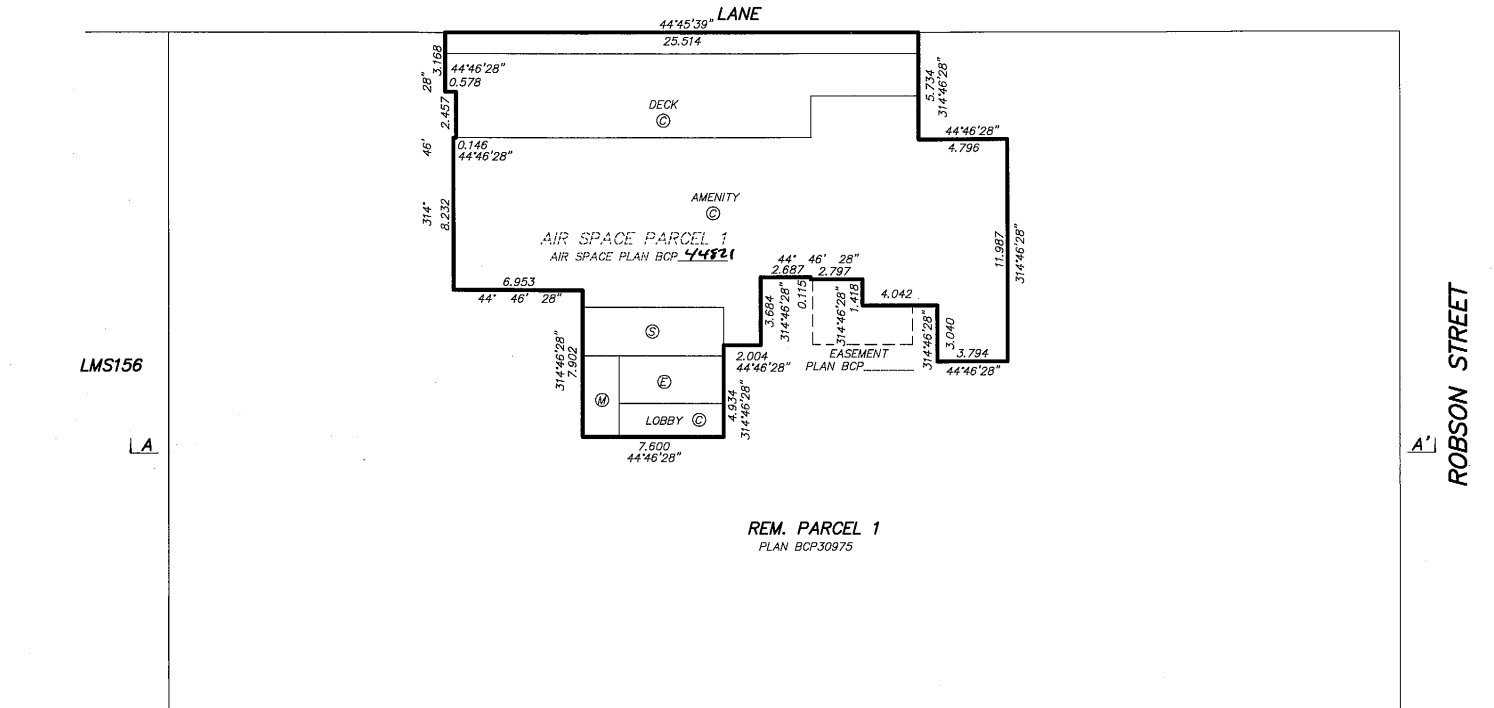 LANE
44°45'39"
25.514
3.168
28"
44°46'28"
0.578
2.457
5.734
314°46'28"
DECK
Ⓒ
46'
0.146
44°46'28"
44°46'28"
4.796
AMENITY
Ⓒ
314°
8.232
AIR SPACE PARCEL 1
AIR SPACE PLAN BCP 44821
11.987
314°46'28"
6.953
44° 46' 28"
44° 46' 28"
2.687 2.797
0.115
3.684
314°46'28"
314°46'28"
1.418
4.042
314°46'28"
3.040
3.794
44°46'28"
EASEMENT
PLAN BCP_______
2.004
44°46'28"
Ⓢ
314°46'28"
7.902
Ⓔ
Ⓜ
LOBBY Ⓒ
4.934
314°46'28"
7.600
44°46'28"
LMS156
A
A'
ROBSON STREET
REM. PARCEL 1
PLAN BCP30975